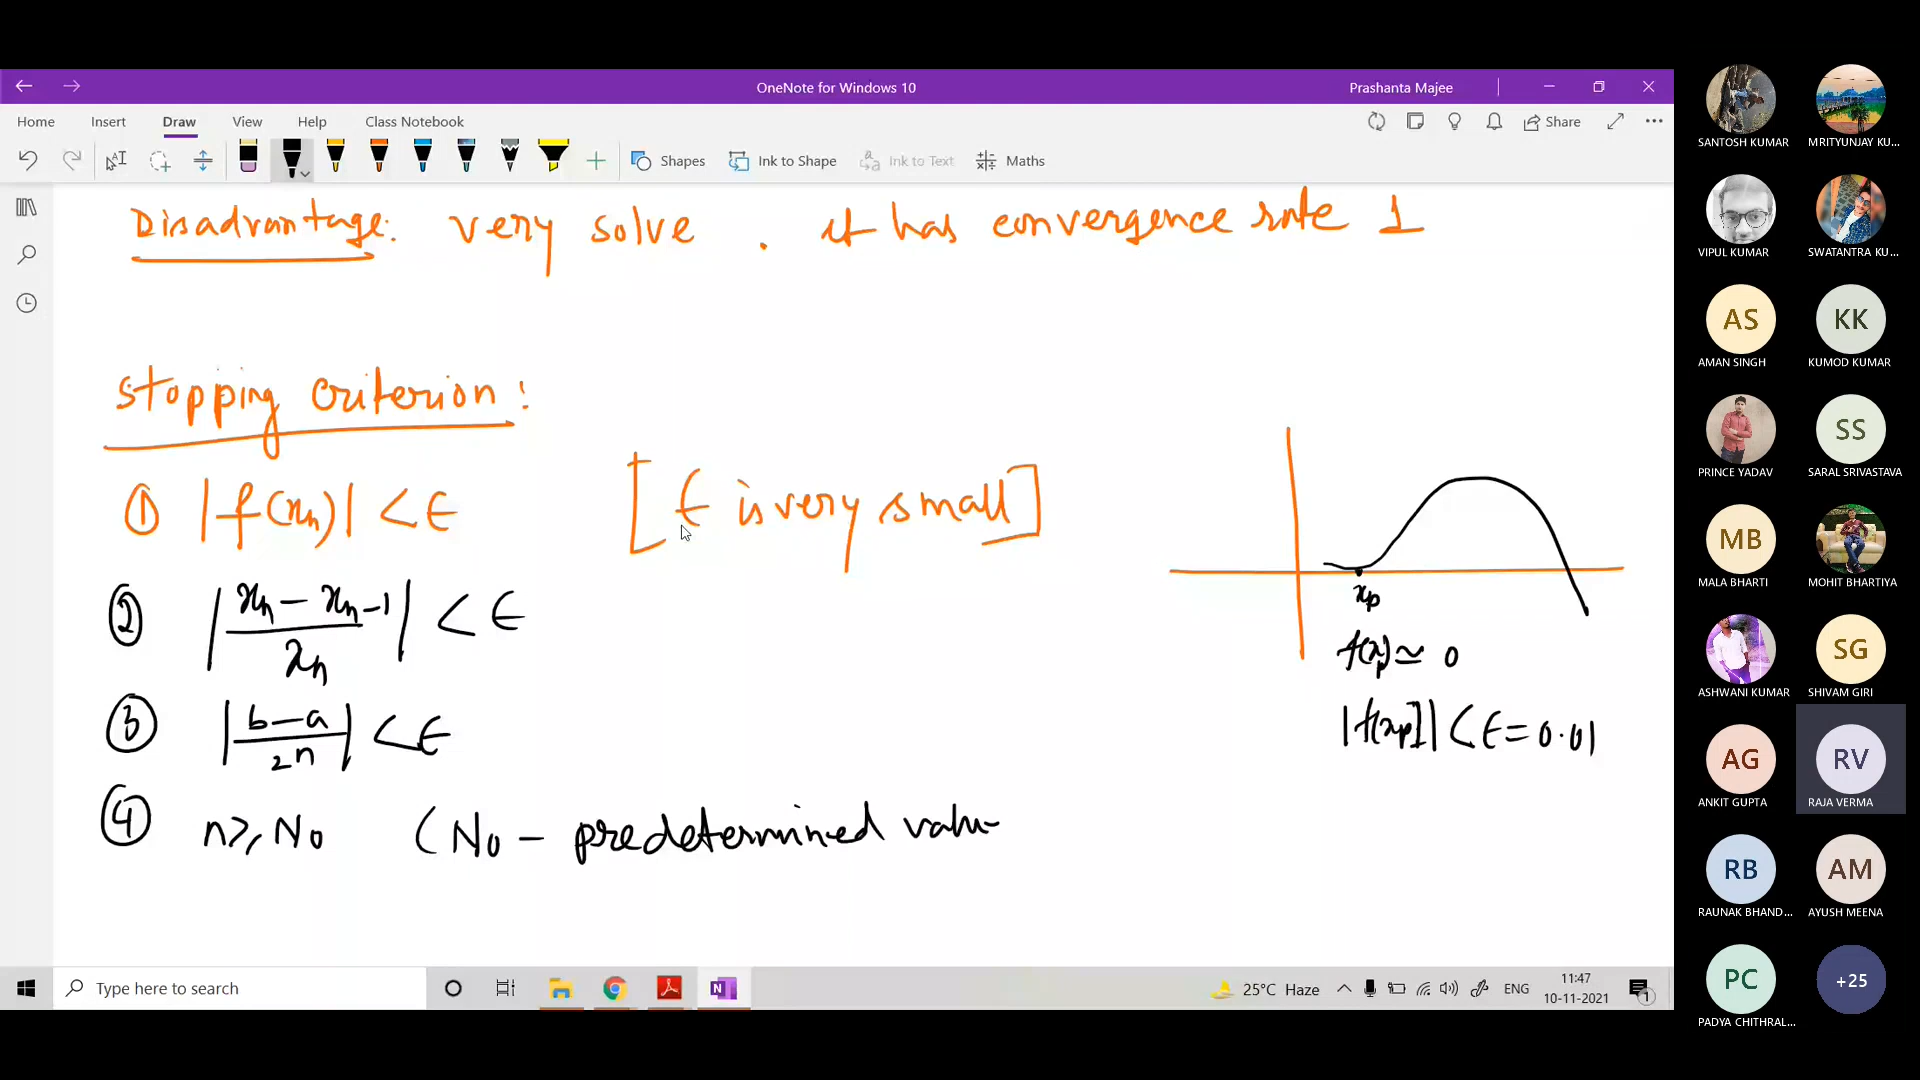 OneNote for Windows 10
Prashanta Majee
Home Insert Draw View Help Class Notebook
Share
Shapes Ink to Shape Ink to Text Maths
Disadvantage: very solve . it has convergence rate 1
Stopping Criterion:
① |f(xₙ)| < ϵ [ ϵ is very small ]
② |xₙ - xₙ-1 / xₙ| < ϵ
③ |b-a / 2ⁿ| < ϵ
④ n ≥ N₀ (N₀ - predetermined value
xₚ
f(xₚ) ≃ 0
|f(xₚ)| < ϵ = 0.01
SANTOSH KUMAR
MRITYUNJAY KU...
VIPUL KUMAR
SWATANTRA KU...
AS
AMAN SINGH
KK
KUMOD KUMAR
PRINCE YADAV
SS
SARAL SRIVASTAVA
MB
MALA BHARTI
MOHIT BHARTIYA
ASHWANI KUMAR
SG
SHIVAM GIRI
AG
ANKIT GUPTA
RV
RAJA VERMA
RB
RAUNAK BHAND...
AM
AYUSH MEENA
PC
PADYA CHITHRAL...
+25
Type here to search
25°C Haze
ENG
11:47
10-11-2021
1